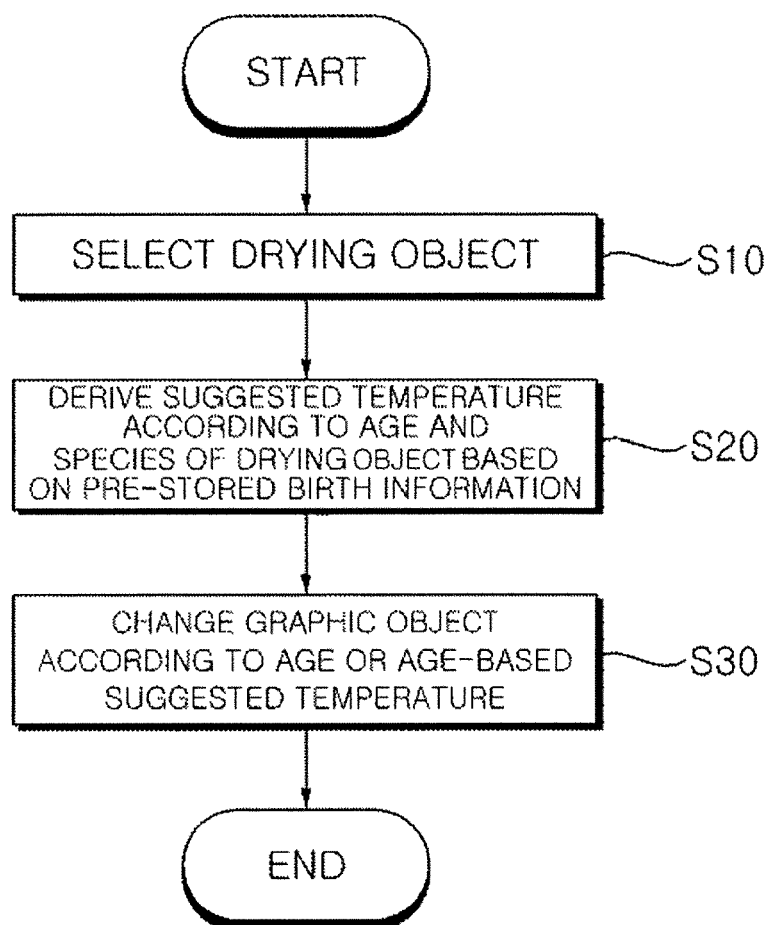 START
SELECT DRYING OBJECT
S10
DERIVE SUGGESTED TEMPERATURE
ACCORDING TO AGE AND
SPECIES OF DRYING OBJECT BASED
ON PRE-STORED BIRTH INFORMATION
S20
CHANGE GRAPHIC OBJECT
ACCORDING TO AGE OR AGE-BASED
SUGGESTED TEMPERATURE
S30
END